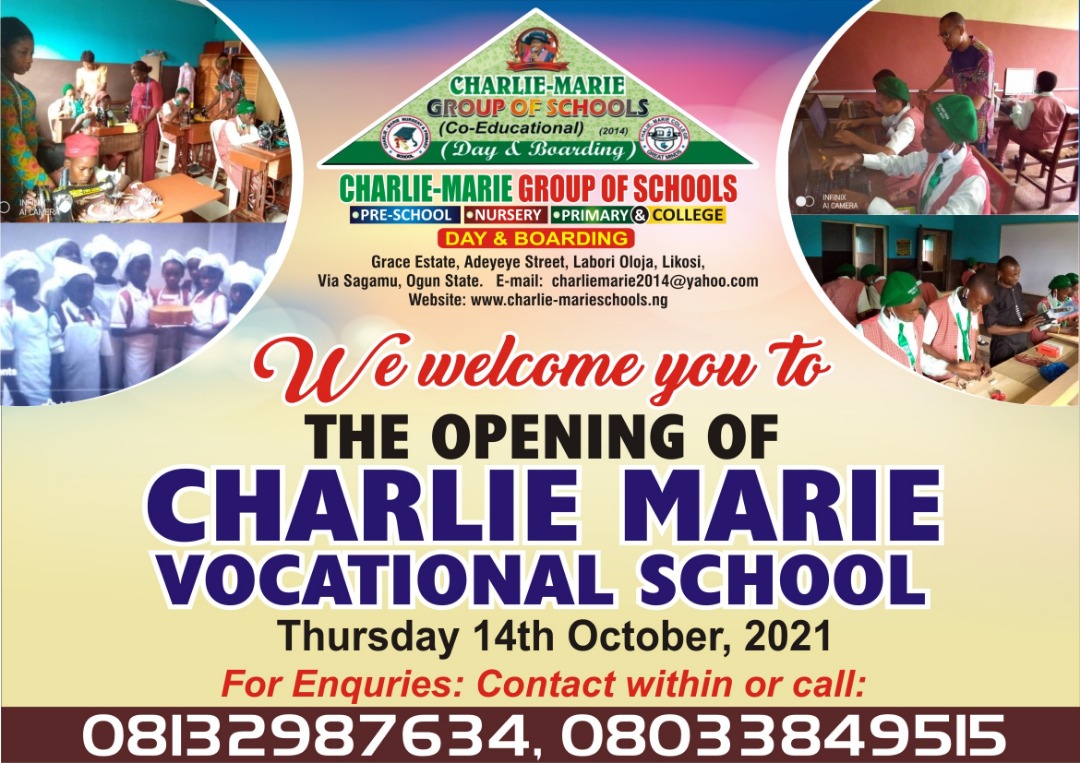 CHARLIE-MARIE
GROUP OF SCHOOLS
(Co-Educational) (2014)
(Day & Boarding)
CHARLIE-MARIE GROUP OF SCHOOLS
•PRE-SCHOOL •NURSERY •PRIMARY & COLLEGE
DAY & BOARDING
Grace Estate, Adeyeye Street, Labori Oloja, Likosi,
Via Sagamu, Ogun State. E-mail: charliemarie2014@yahoo.com
Website: www.charlie-marieschools.ng
INFINIX
AI CAMERA
INFINIX
AI CAMERA
We welcome you to
THE OPENING OF
CHARLIE MARIE
VOCATIONAL SCHOOL
Thursday 14th October, 2021
For Enquries: Contact within or call:
08132987634, 08033849515